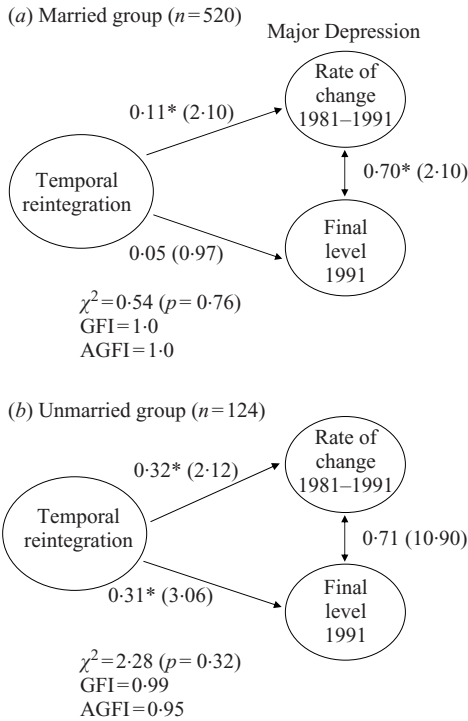 (a) Married group (n=520)
Major Depression
Rate of
change
1981–1991
0·11* (2·10)
Temporal
reintegration
0·70* (2·10)
Final
level
1991
0·05 (0·97)
χ²=0·54 (p=0·76)
GFI=1·0
AGFI=1·0
(b) Unmarried group (n=124)
Rate of
change
1981–1991
0·32* (2·12)
Temporal
reintegration
0·71 (10·90)
Final
level
1991
0·31* (3·06)
χ²=2·28 (p=0·32)
GFI=0·99
AGFI=0·95